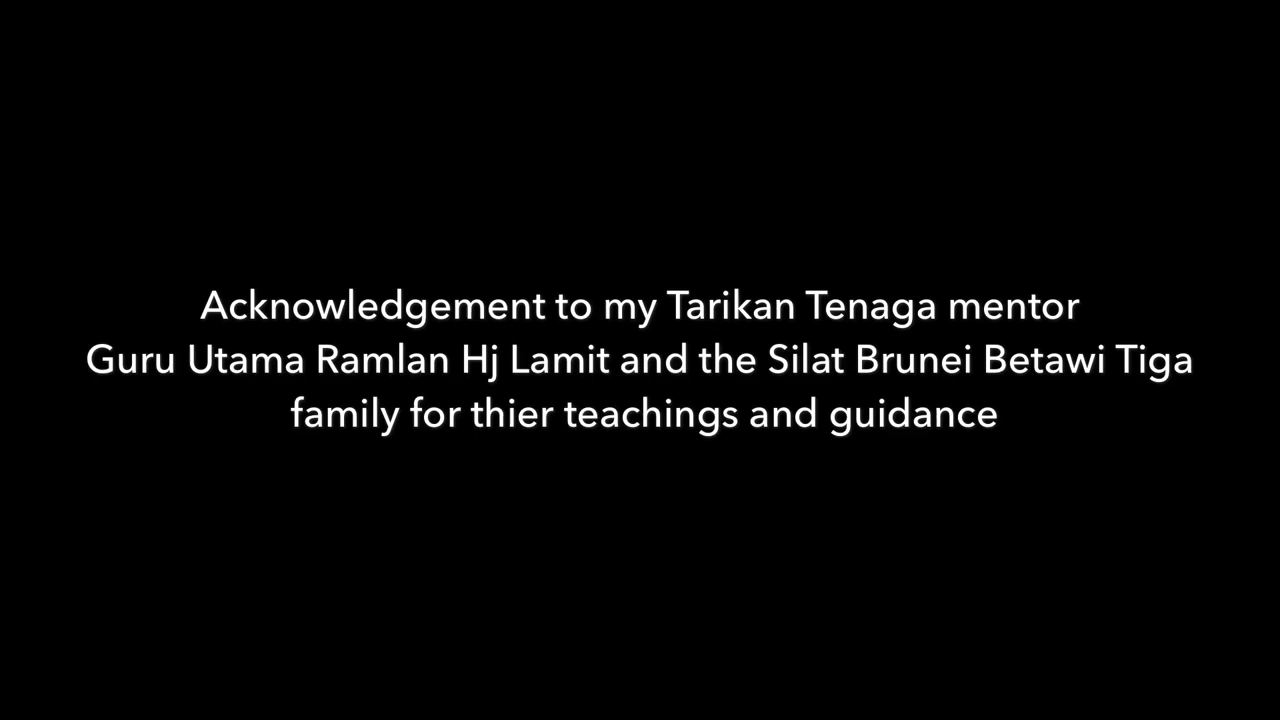 Acknowledgement to my Tarikan Tenaga mentor
Guru Utama Ramlan Hj Lamit and the Silat Brunei Betawi Tiga
family for thier teachings and guidance